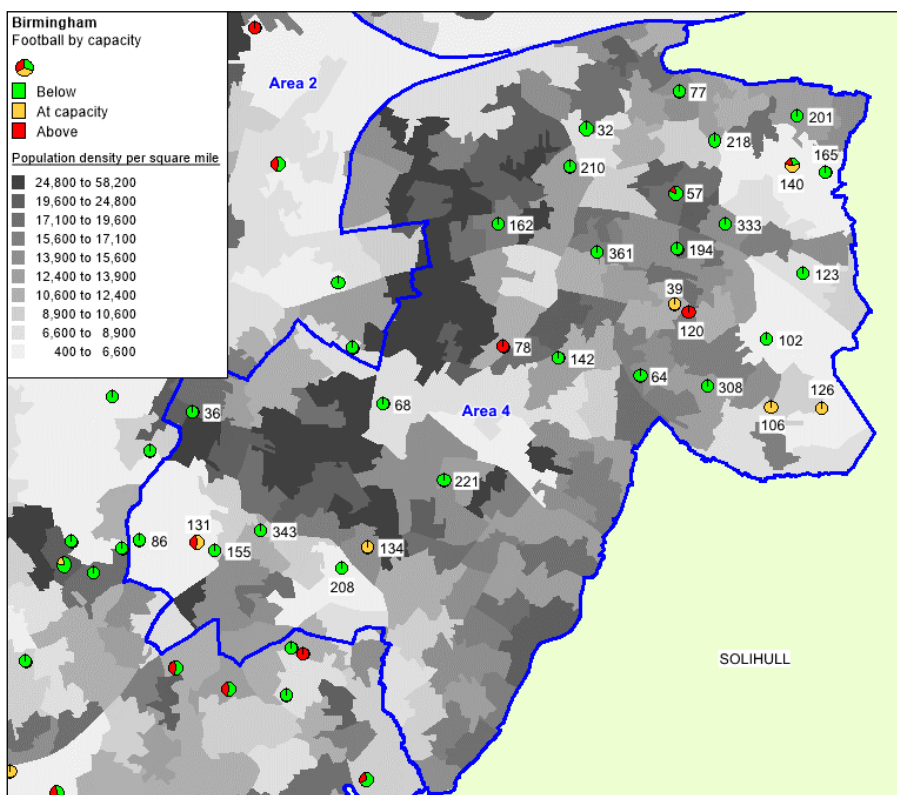 Birmingham
Football by capacity
Below
At capacity
Above
Population density per square mile
24,800 to 58,200
19,600 to 24,800
17,100 to 19,600
15,600 to 17,100
13,900 to 15,600
12,400 to 13,900
10,600 to 12,400
8,900 to 10,600
6,600 to 8,900
400 to 6,600
Area 2
77
201
32
218
165
210
140
57
162
333
361
194
123
39
120
102
78
142
64
308
126
68
36
Area 4
106
221
131
343
86
155
134
208
SOLIHULL